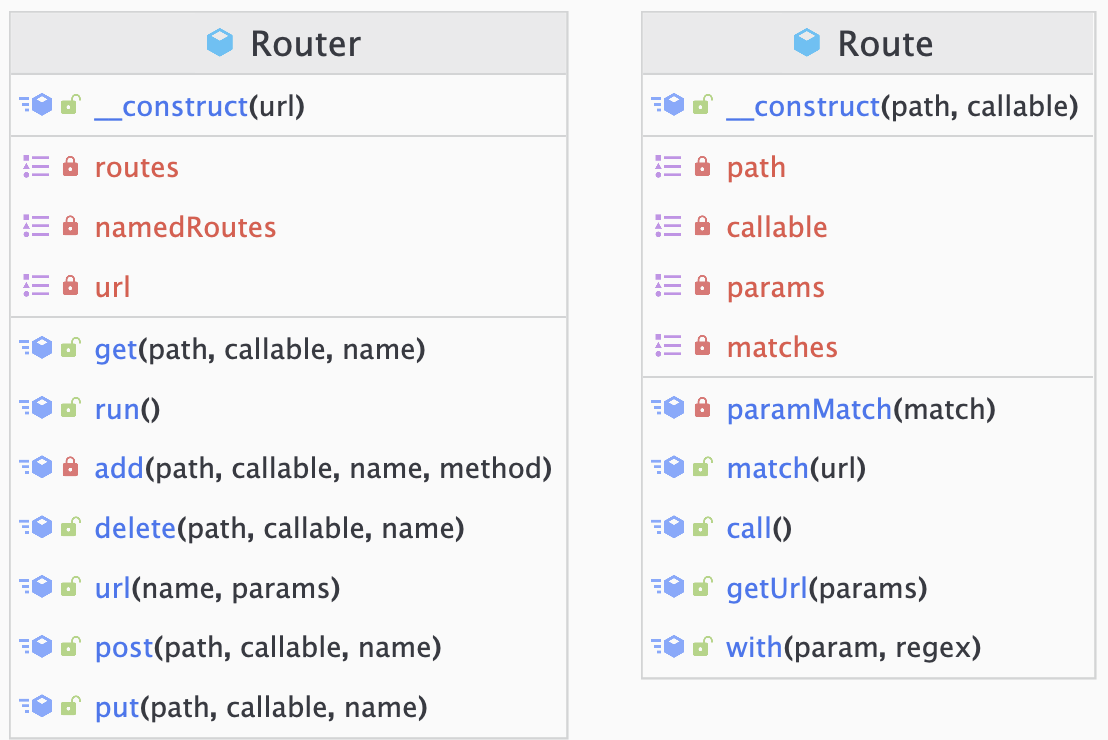 Router
__construct(url)
routes
namedRoutes
url
get(path, callable, name)
run()
add(path, callable, name, method)
delete(path, callable, name)
url(name, params)
post(path, callable, name)
put(path, callable, name)
Route
__construct(path, callable)
path
callable
params
matches
paramMatch(match)
match(url)
call()
getUrl(params)
with(param, regex)